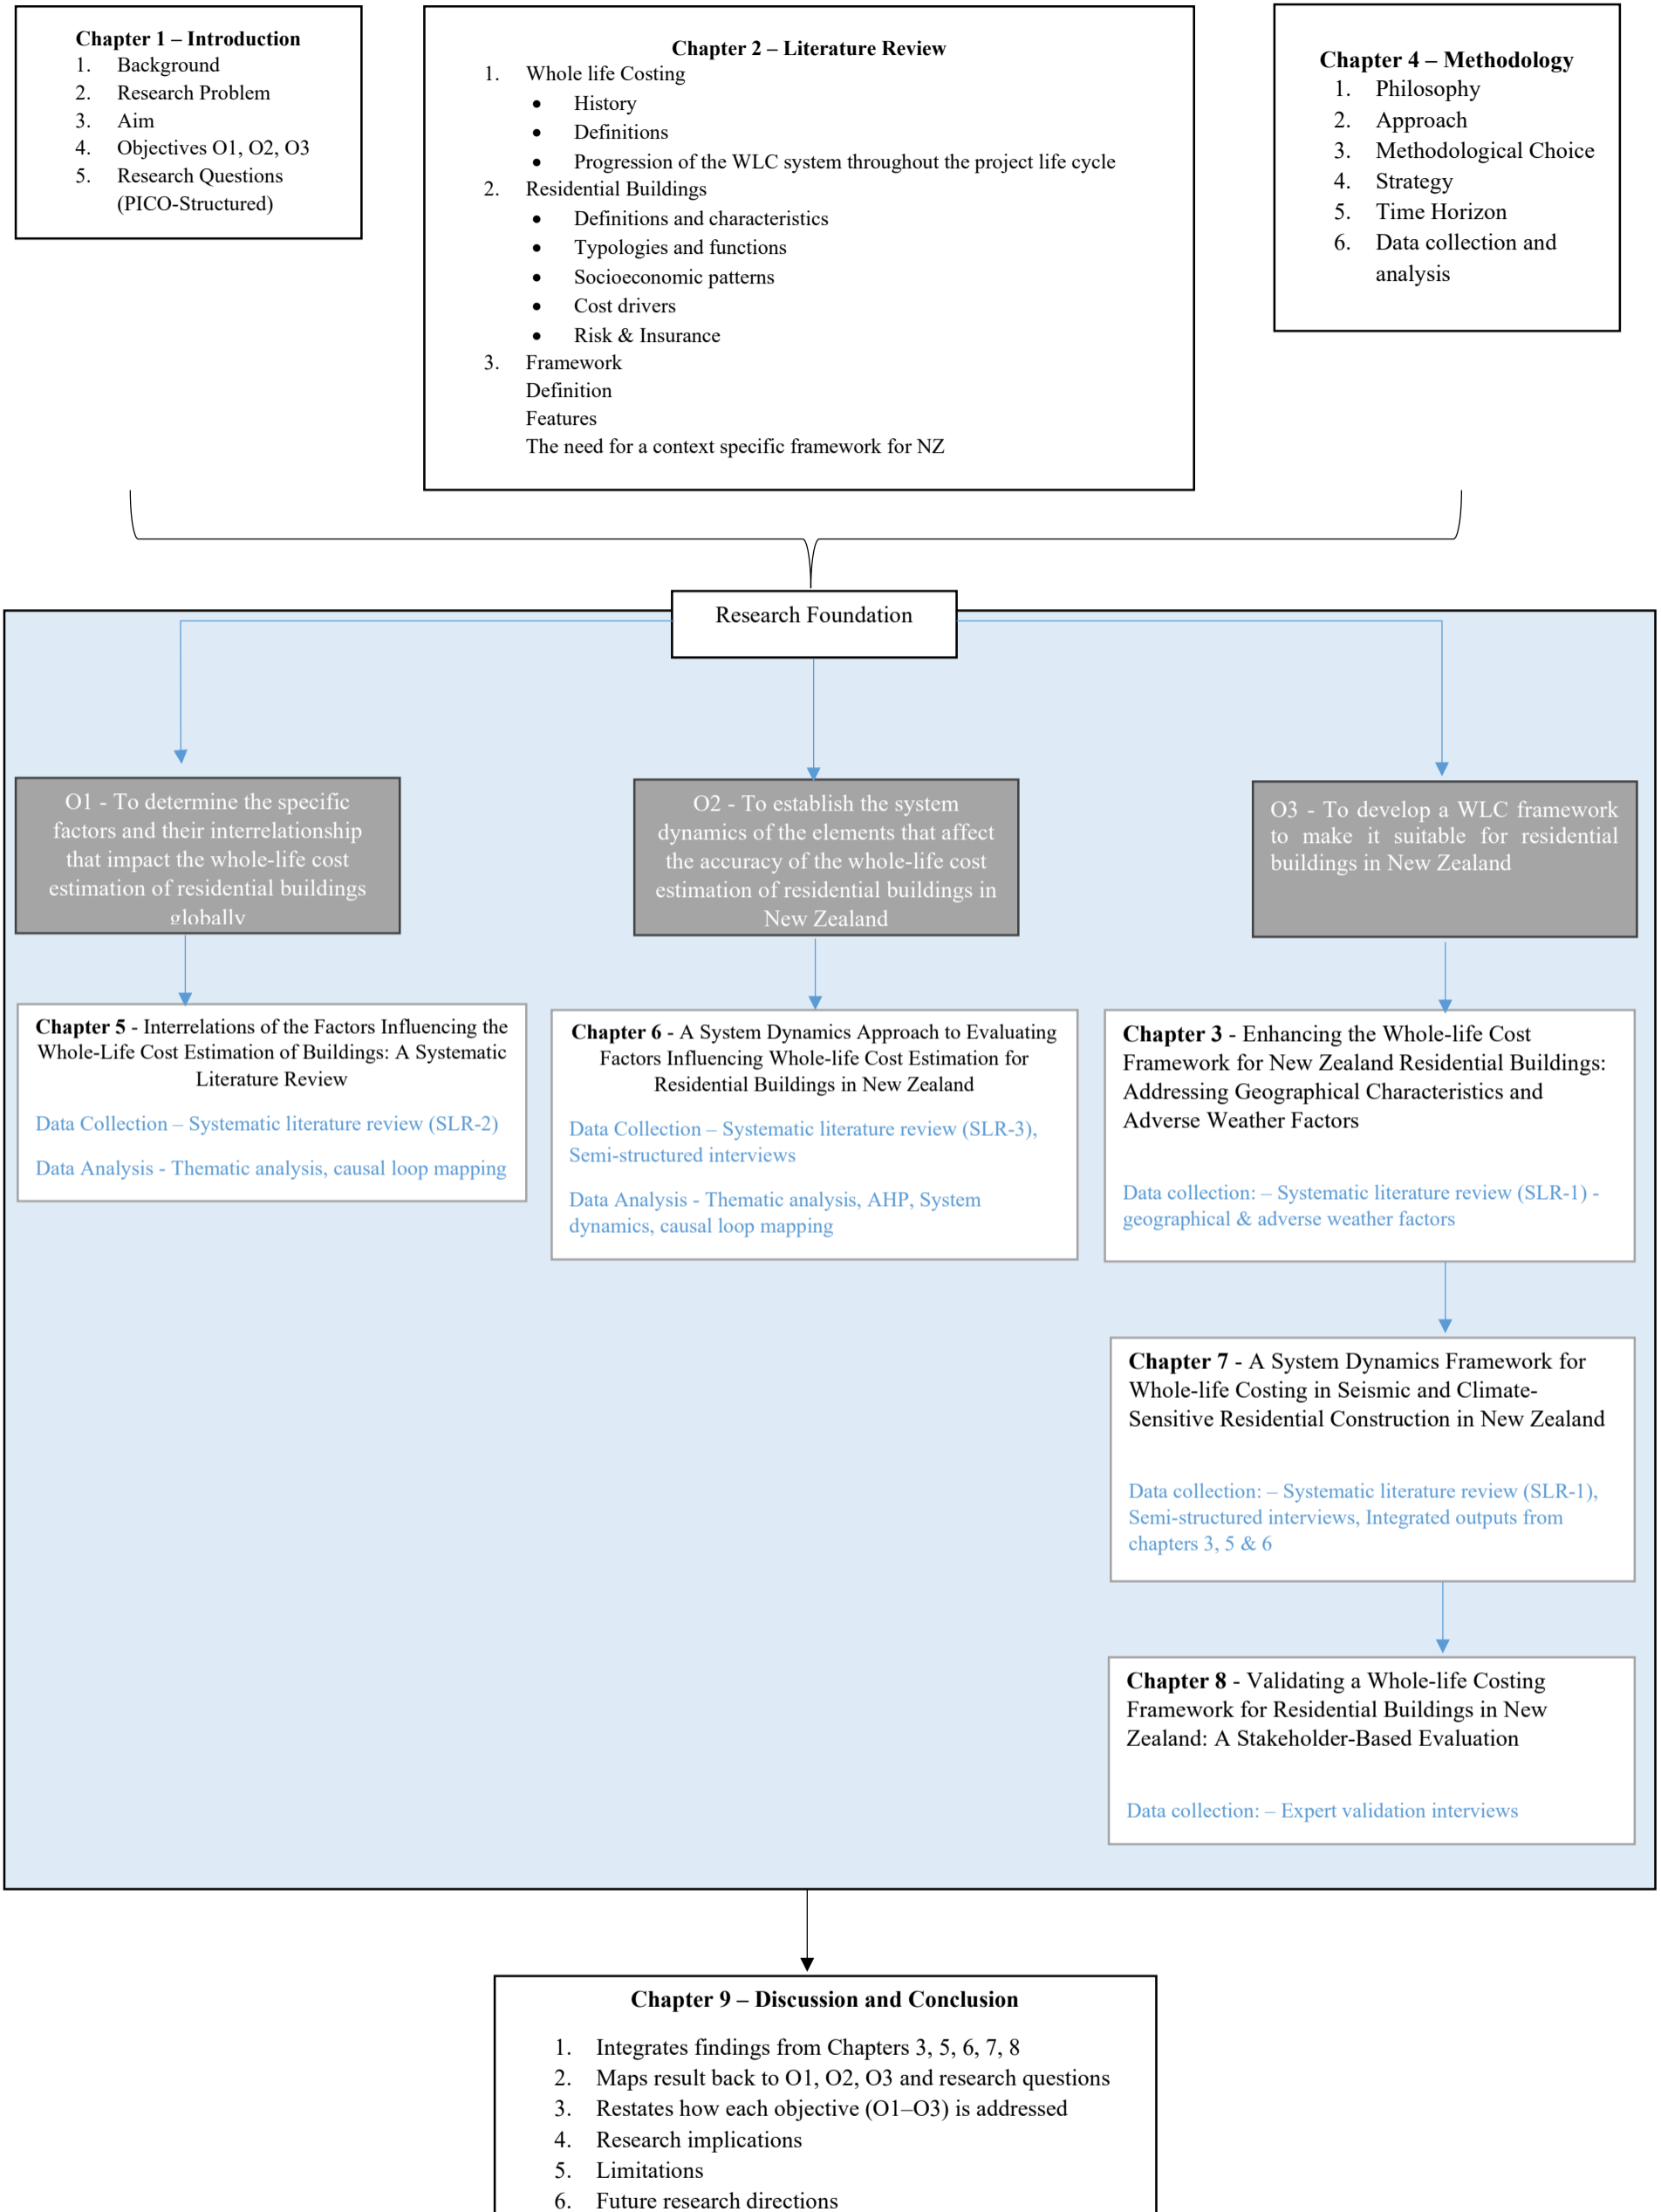 Chapter 1 – Introduction
1. Background
2. Research Problem
3. Aim
4. Objectives O1, O2, O3
5. Research Questions
(PICO-Structured)
Chapter 2 – Literature Review
1. Whole life Costing
• History
• Definitions
• Progression of the WLC system throughout the project life cycle
2. Residential Buildings
• Definitions and characteristics
• Typologies and functions
• Socioeconomic patterns
• Cost drivers
• Risk & Insurance
3. Framework
Definition
Features
The need for a context specific framework for NZ
Chapter 4 – Methodology
1. Philosophy
2. Approach
3. Methodological Choice
4. Strategy
5. Time Horizon
6. Data collection and
analysis
Research Foundation
O1 - To determine the specific
factors and their interrelationship
that impact the whole-life cost
estimation of residential buildings
globally
O2 - To establish the system
dynamics of the elements that affect
the accuracy of the whole-life cost
estimation of residential buildings in
New Zealand
O3 - To develop a WLC framework
to make it suitable for residential
buildings in New Zealand
Chapter 5 - Interrelations of the Factors Influencing the
Whole-Life Cost Estimation of Buildings: A Systematic
Literature Review
Data Collection – Systematic literature review (SLR-2)
Data Analysis - Thematic analysis, causal loop mapping
Chapter 6 - A System Dynamics Approach to Evaluating
Factors Influencing Whole-life Cost Estimation for
Residential Buildings in New Zealand
Data Collection – Systematic literature review (SLR-3),
Semi-structured interviews
Data Analysis - Thematic analysis, AHP, System
dynamics, causal loop mapping
Chapter 3 - Enhancing the Whole-life Cost
Framework for New Zealand Residential Buildings:
Addressing Geographical Characteristics and
Adverse Weather Factors
Data collection: – Systematic literature review (SLR-1) -
geographical & adverse weather factors
Chapter 7 - A System Dynamics Framework for
Whole-life Costing in Seismic and Climate-
Sensitive Residential Construction in New Zealand
Data collection: – Systematic literature review (SLR-1),
Semi-structured interviews, Integrated outputs from
chapters 3, 5 & 6
Chapter 8 - Validating a Whole-life Costing
Framework for Residential Buildings in New
Zealand: A Stakeholder-Based Evaluation
Data collection: – Expert validation interviews
Chapter 9 – Discussion and Conclusion
1. Integrates findings from Chapters 3, 5, 6, 7, 8
2. Maps result back to O1, O2, O3 and research questions
3. Restates how each objective (O1–O3) is addressed
4. Research implications
5. Limitations
6. Future research directions